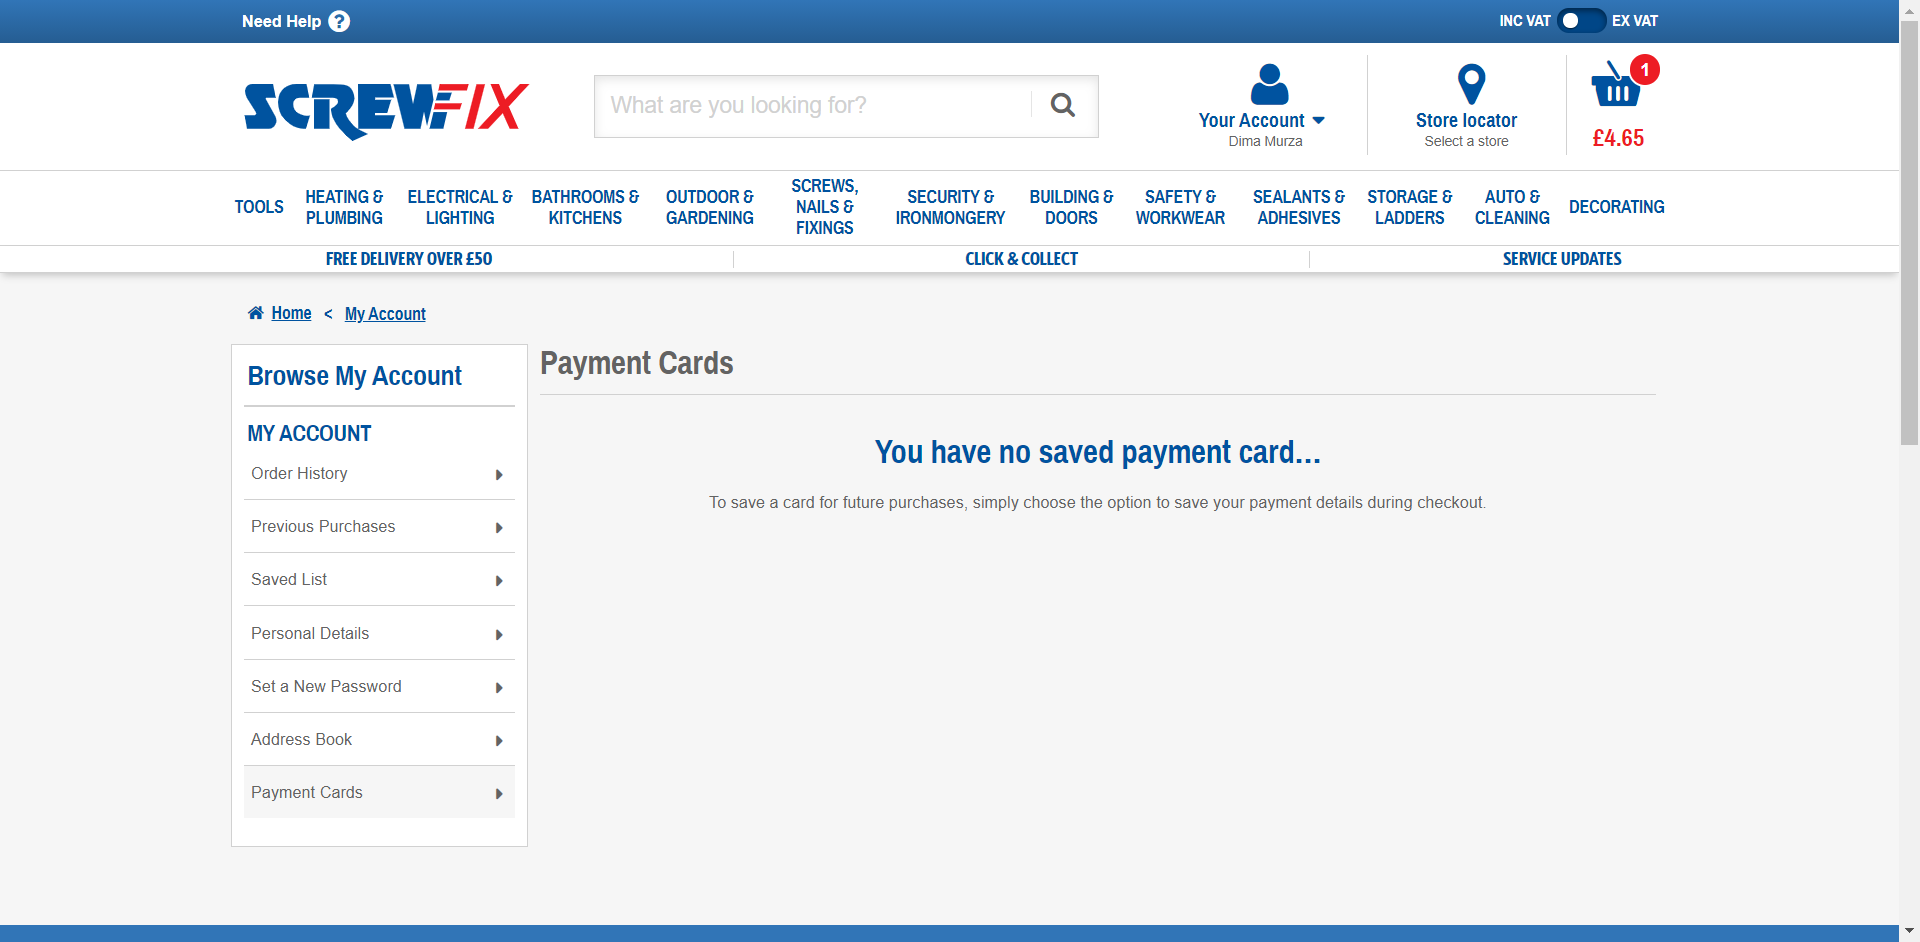 Need Help ?
INC VAT EX VAT
SCREWFIX
What are you looking for?
Your Account
Dima Murza
Store locator
Select a store
1
£4.65
TOOLS
HEATING &
PLUMBING
ELECTRICAL &
LIGHTING
BATHROOMS &
KITCHENS
OUTDOOR &
GARDENING
SCREWS,
NAILS &
FIXINGS
SECURITY &
IRONMONGERY
BUILDING &
DOORS
SAFETY &
WORKWEAR
SEALANTS &
ADHESIVES
STORAGE &
LADDERS
AUTO &
CLEANING
DECORATING
FREE DELIVERY OVER £50
CLICK & COLLECT
SERVICE UPDATES
Home < My Account
Browse My Account
MY ACCOUNT
Order History
Previous Purchases
Saved List
Personal Details
Set a New Password
Address Book
Payment Cards
Payment Cards
You have no saved payment card...
To save a card for future purchases, simply choose the option to save your payment details during checkout.